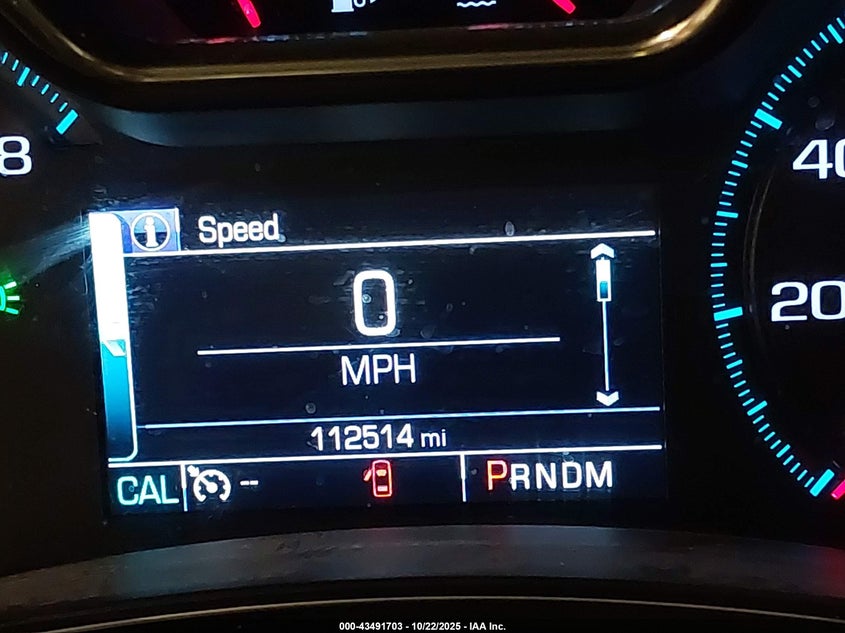 8
40
20
Speed
0
MPH
112514 mi
CAL -- PRNDM
000-43491703 - 10/22/2025 - IAA Inc.